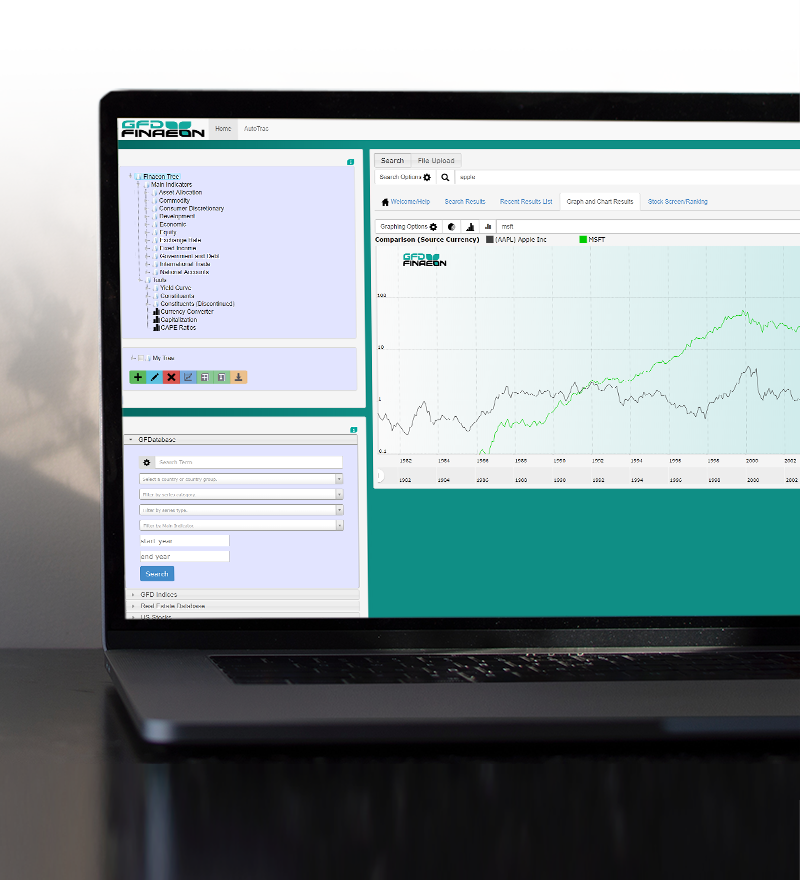 GFD
FINAEON
Home AutoTrac
Finaeon Tree
Main Indicators
Asset Allocation
Commodity
Consumer Discretionary
Development
Economic
Equity
Exchange Rate
Fixed Income
Government and Debt
International Trade
National Accounts
Tools
Yield Curve
Constituents
Constituents (Discontinued)
Currency Converter
Capitalization
CAPE Ratios
My Tree
GFDatabase
Search Term
Select a country or country group.
Filter by series category.
Filter by series type.
Filter by Main Indicator.
start year
end year
Search
GFD Indices
Real Estate Database
US Stocks
Search File Upload
Search Options apple
Welcome/Help Search Results Recent Results List Graph and Chart Results Stock Screen/Ranking
Graphing Options msft
Comparison (Source Currency) (AAPL) Apple Inc MSFT
GFD
FINAEON
100
10
1
0.1
1982 1984 1986 1988 1990 1992 1994 1996 1998 2000 2002
1982 1984 1986 1988 1990 1992 1994 1996 1998 2000 2002